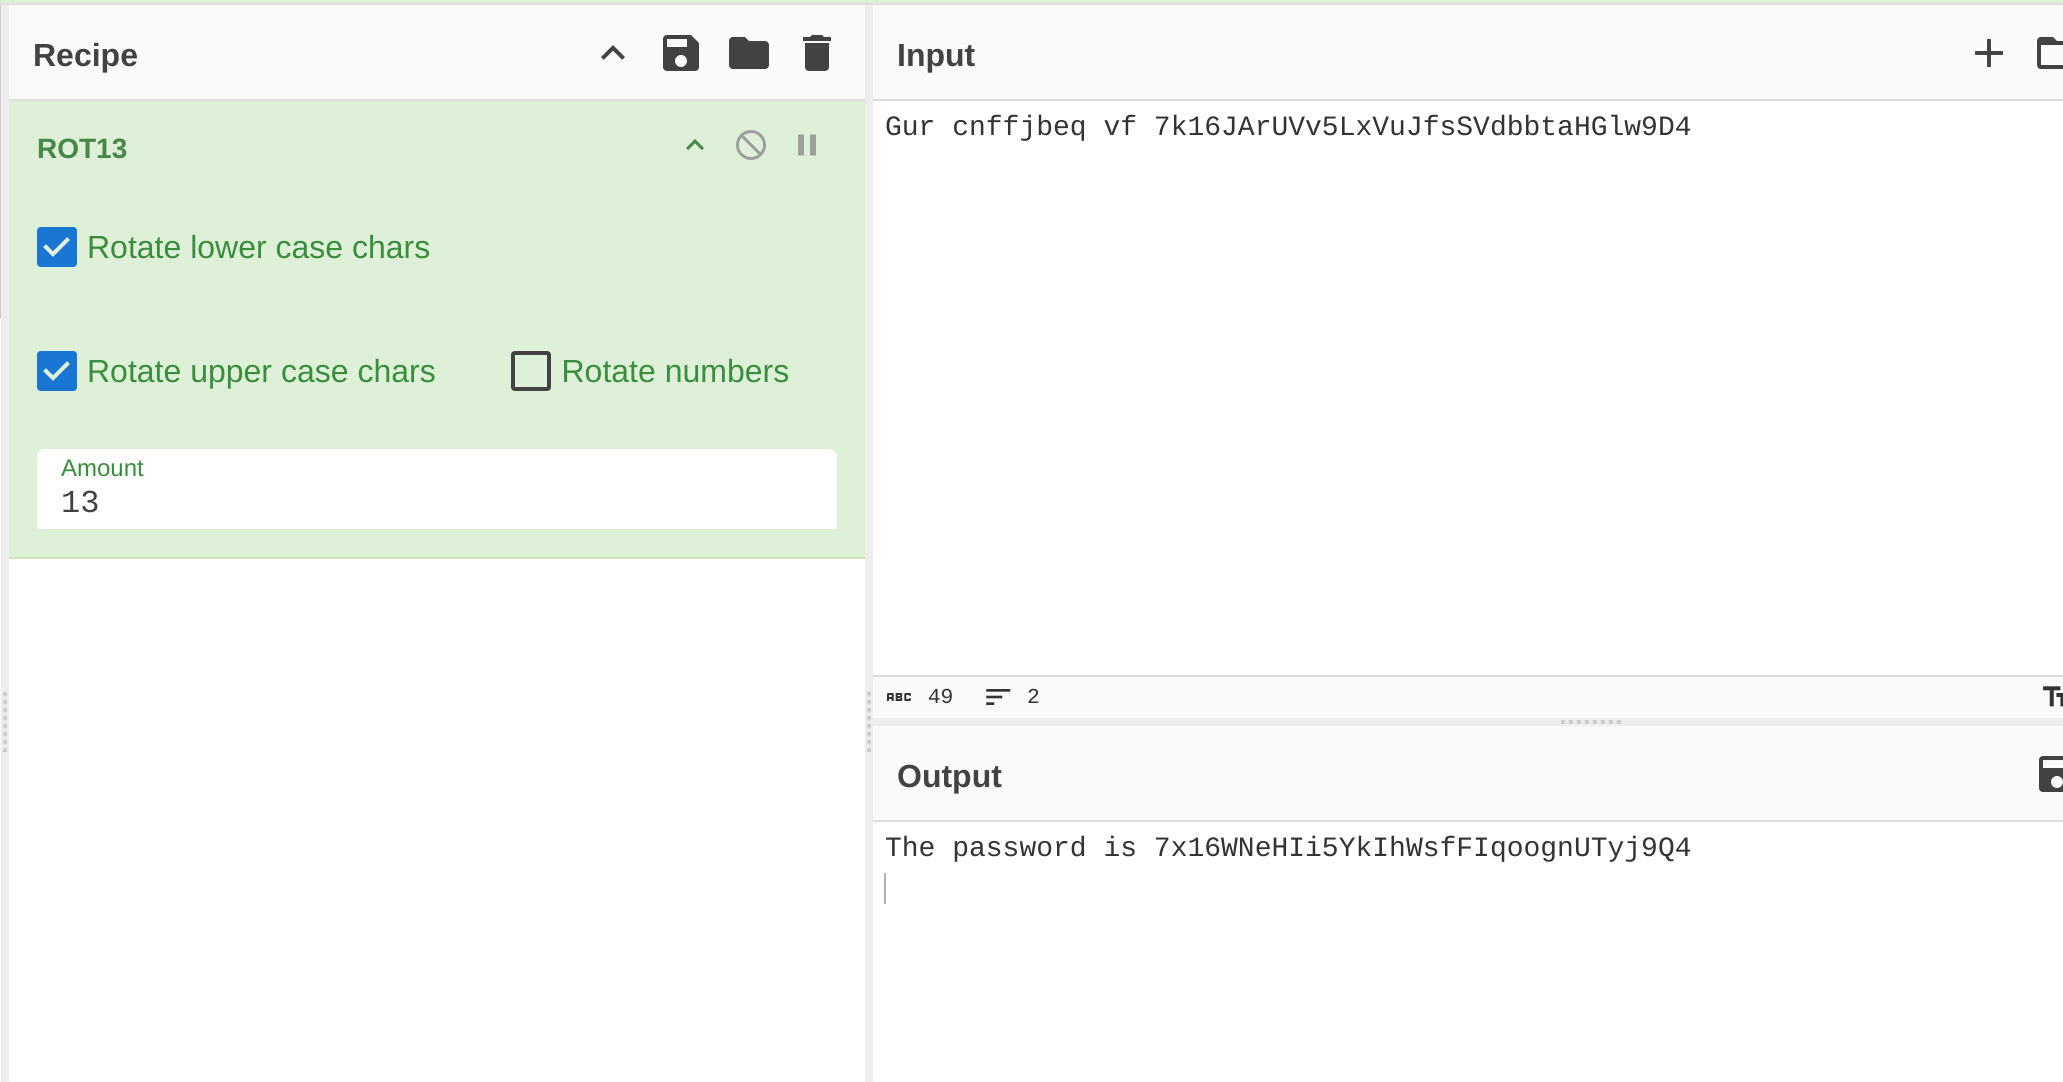 Recipe
ROT13
Rotate lower case chars
Rotate upper case chars
Rotate numbers
Amount
13
Input
Gur cnffjbeq vf 7k16JArUVv5LxVuJfsSVdbbtaHGlw9D4
ABC 49 2
Output
The password is 7x16WNeHIi5YkIhWsfFIqoognUTyj9Q4